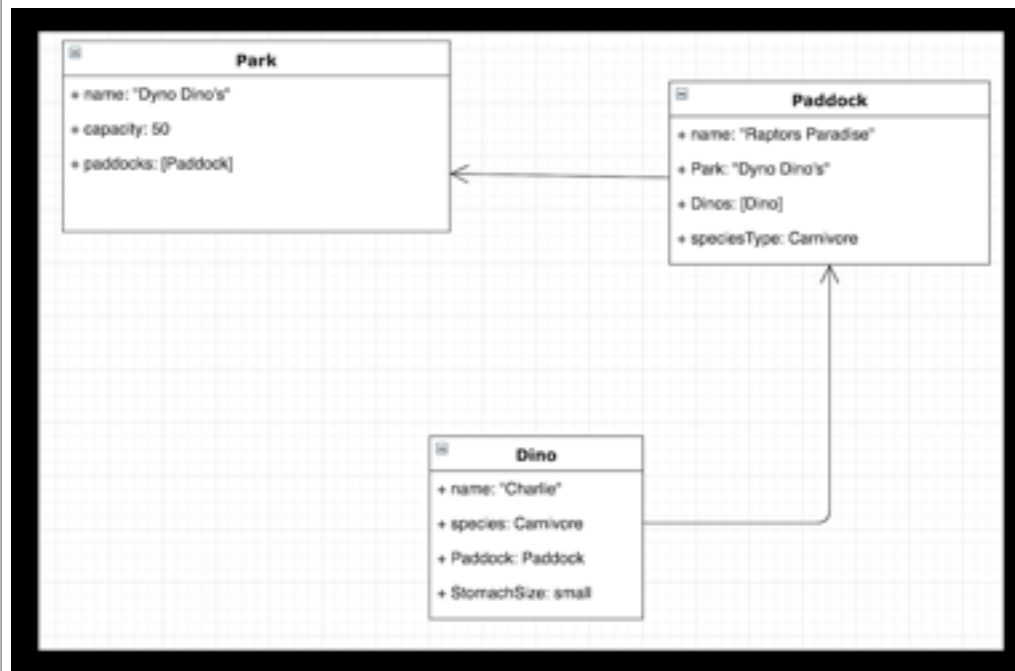 Park
+ name: "Dyno Dino's"
+ capacity: 50
+ paddocks: [Paddock]
Paddock
+ name: "Raptors Paradise"
+ Park: "Dyno Dino's"
+ Dinos: [Dino]
+ speciesType: Carnivore
Dino
+ name: "Charlie"
+ species: Carnivore
+ Paddock: Paddock
+ StomachSize: small